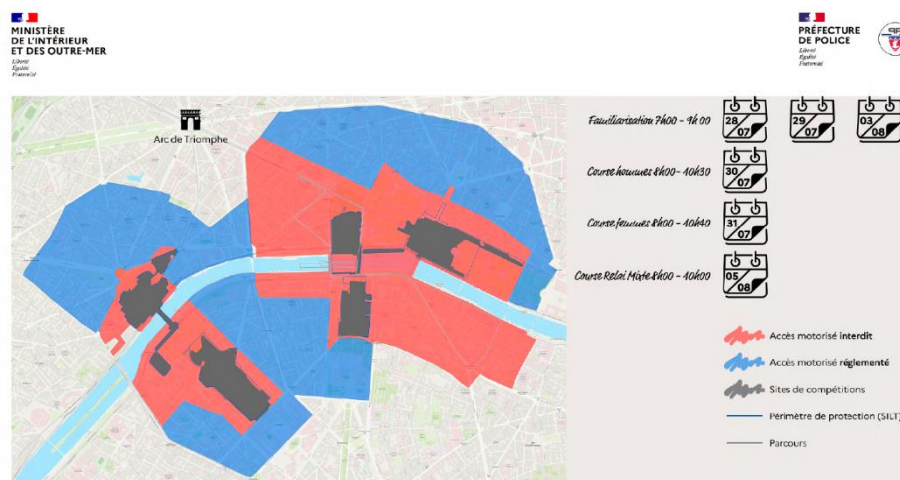 MINISTÈRE
DE L'INTÉRIEUR
ET DES OUTRE-MER
Liberté
Égalité
Fraternité
PRÉFECTURE
DE POLICE
Liberté
Égalité
Fraternité
Arc de Triomphe
Familiarisation 7h00 - 9h00
28
07
29
07
03
08
Course hommes 8h00 - 10h30
30
07
Course femmes 8h00 - 10h40
31
07
Course Relai Mixte 8h00 - 10h00
05
08
Accès motorisé interdit
Accès motorisé réglementé
Sites de compétitions
Périmètre de protection (SILT)
Parcours